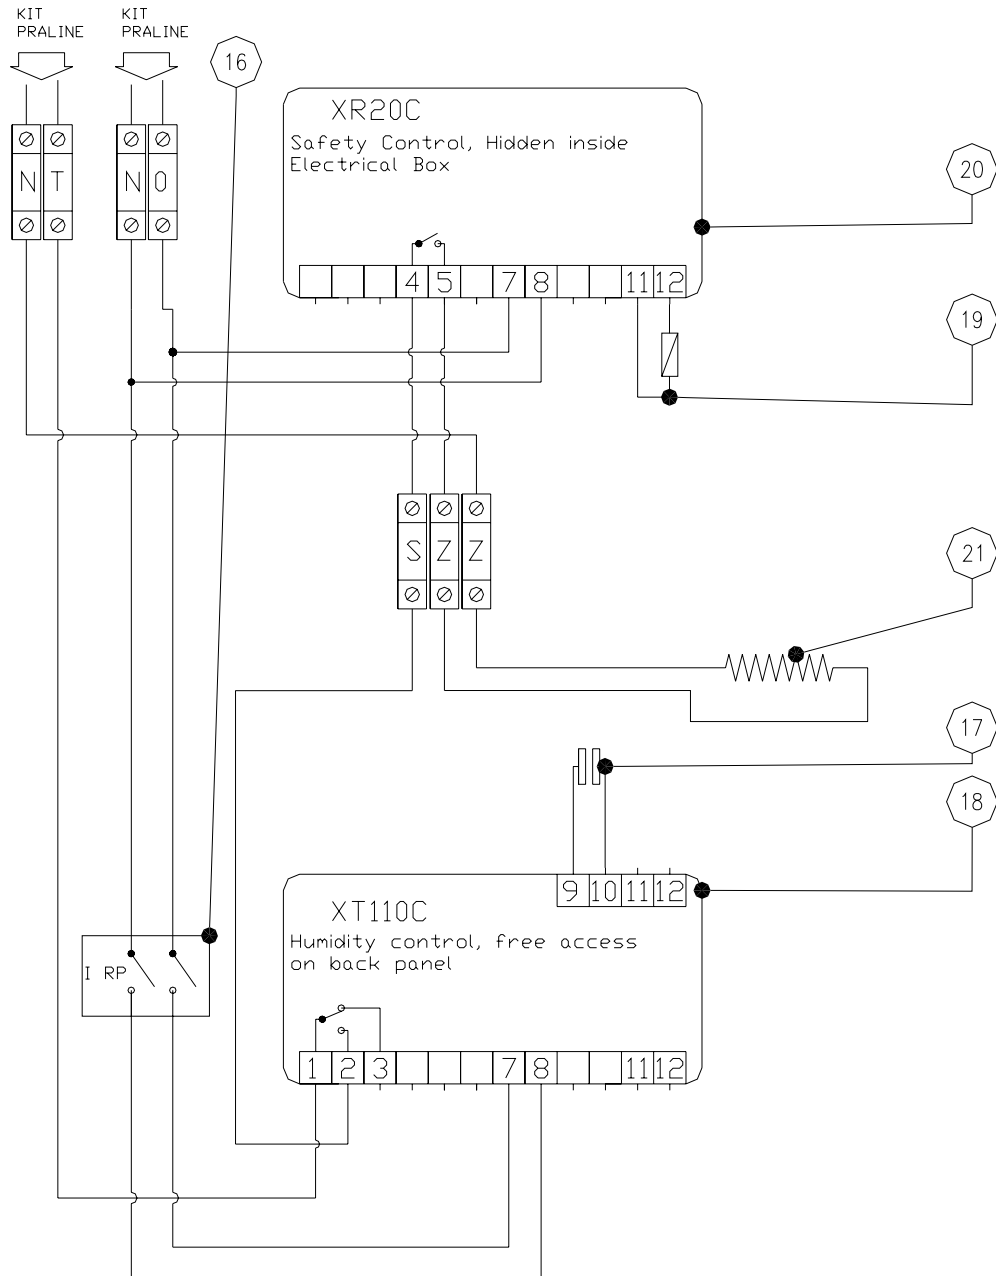 KIT
PRALINE
KIT
PRALINE
16
XR20C
Safety Control, Hidden inside
Electrical Box
N T N O
20
4 5 7 8 11 12
19
S Z Z
21
17
18
9 10 11 12
XT110C
Humidity control, free access
on back panel
I RP
1 2 3 7 8 11 12